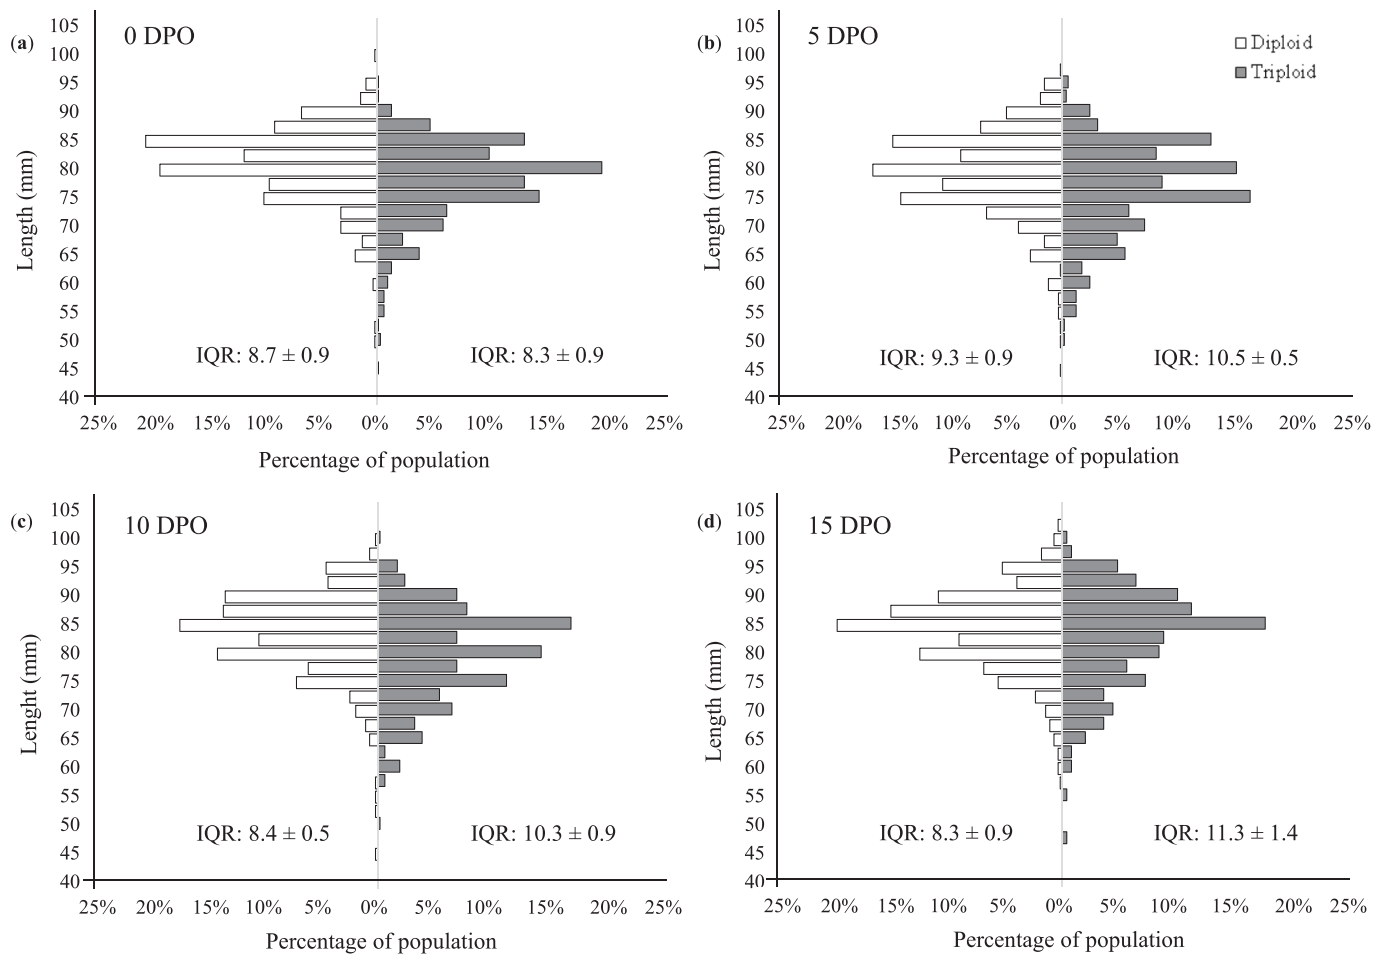 (a) 0 DPO
105
100
95
90
85
80
75
70
65
60
55
50
45
40
Length (mm)
IQR: 8.7 ± 0.9 IQR: 8.3 ± 0.9
25% 20% 15% 10% 5% 0% 5% 10% 15% 20% 25%
Percentage of population
(b) 5 DPO
Diploid
Triploid
105
100
95
90
85
80
75
70
65
60
55
50
45
40
Length (mm)
IQR: 9.3 ± 0.9 IQR: 10.5 ± 0.5
25% 20% 15% 10% 5% 0% 5% 10% 15% 20% 25%
Percentage of population
(c) 10 DPO
105
100
95
90
85
80
75
70
65
60
55
50
45
40
Lenght (mm)
IQR: 8.4 ± 0.5 IQR: 10.3 ± 0.9
25% 20% 15% 10% 5% 0% 5% 10% 15% 20% 25%
Percentage of population
(d) 15 DPO
105
100
95
90
85
80
75
70
65
60
55
50
45
40
Length (mm)
IQR: 8.3 ± 0.9 IQR: 11.3 ± 1.4
25% 20% 15% 10% 5% 0% 5% 10% 15% 20% 25%
Percentage of population